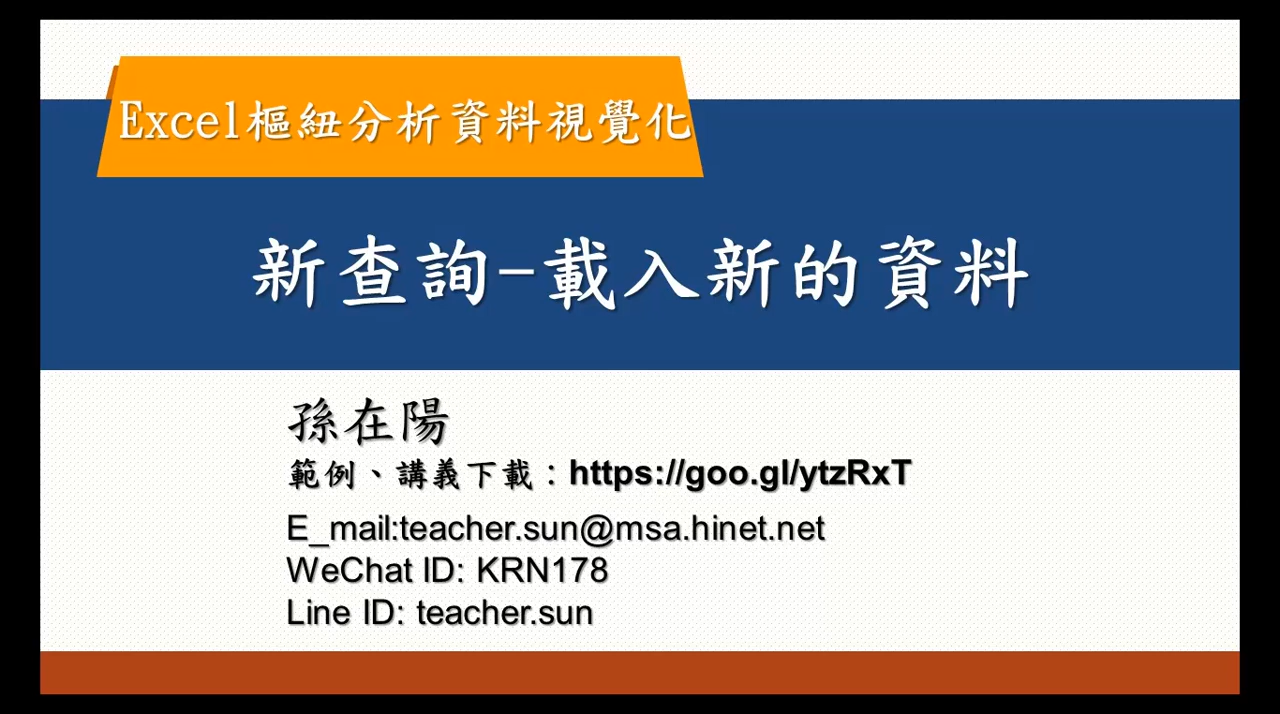 Excel樞紐分析資料視覺化
新查詢-載入新的資料
孫在陽
範例、講義下載：https://goo.gl/ytzRxT
E_mail:teacher.sun@msa.hinet.net
WeChat ID: KRN178
Line ID: teacher.sun